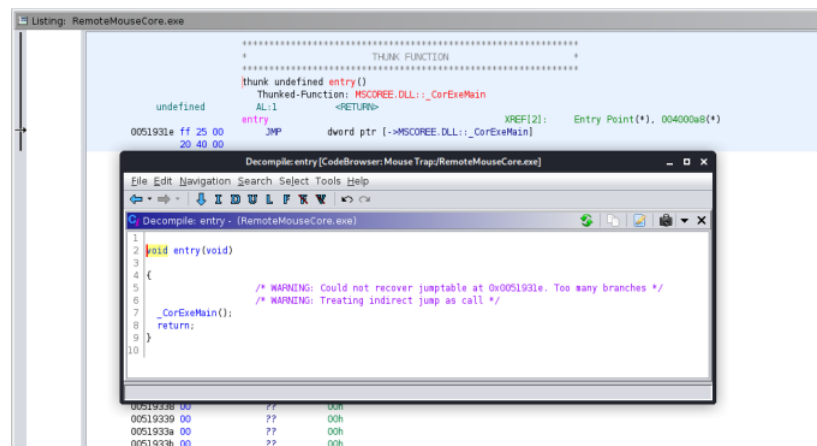 Listing: RemoteMouseCore.exe
************************************************************
* THUNK FUNCTION *
************************************************************
thunk undefined entry()
Thunked-Function: MSCOREE.DLL::_CorExeMain
undefined AL:1 <RETURN>
entry XREF[2]: Entry Point(*), 004000a8(*)
0051931e ff 25 00 JMP dword ptr [->MSCOREE.DLL::_CorExeMain]
20 40 00
Decompile: entry [CodeBrowser: Mouse Trap:/RemoteMouseCore.exe]
File Edit Navigation Search Select Tools Help
I D U L F V
Decompile: entry - (RemoteMouseCore.exe)
1
2 void entry(void)
3
4 {
5 /* WARNING: Could not recover jumptable at 0x0051931e. Too many branches */
6 /* WARNING: Treating indirect jump as call */
7 _CorExeMain();
8 return;
9 }
10
00519338 00 ?? 00h
00519339 00 ?? 00h
0051933a 00 ?? 00h
0051933b 00 ?? 00h